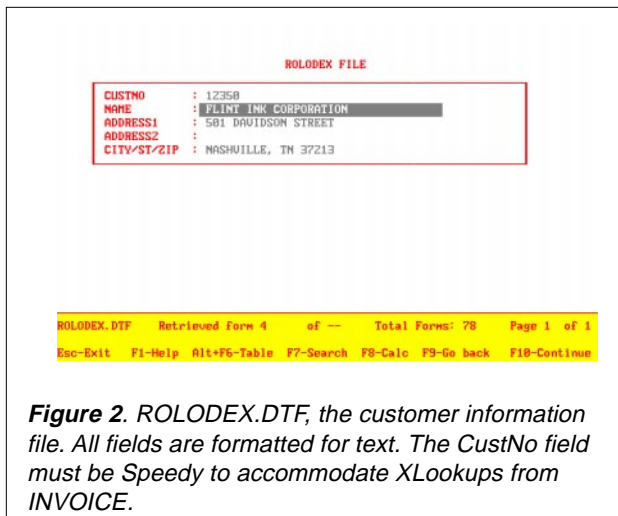 ROLODEX FILE
CUSTNO : 12350
NAME : FLINT INK CORPORATION
ADDRESS1 : 501 DAVIDSON STREET
ADDRESS2 :
CITY/ST/ZIP : NASHVILLE, TN 37213
ROLODEX.DTF Retrieved form 4 of -- Total Forms: 78 Page 1 of 1
Esc-Exit F1-Help Alt+F6-Table F7-Search F8-Calc F9-Go back F10-Continue
Figure 2. ROLODEX.DTF, the customer information
file. All fields are formatted for text. The CustNo field
must be Speedy to accommodate XLookups from
INVOICE.